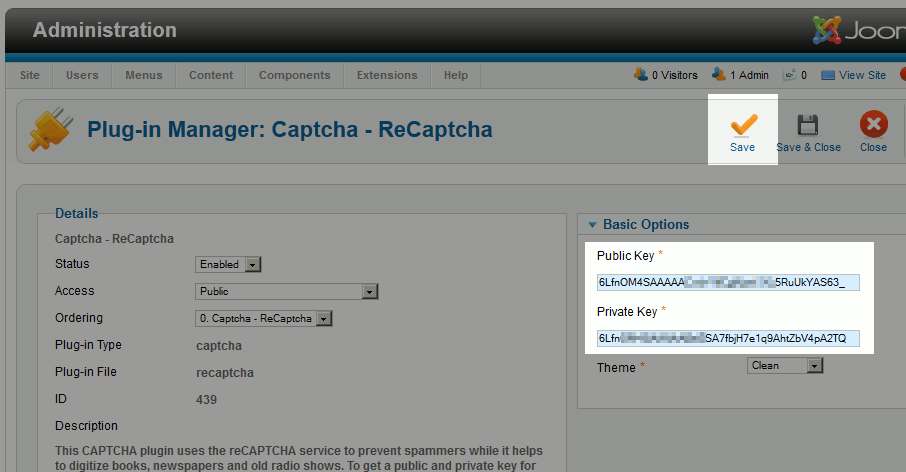 Administration
Joom
Site Users Menus Content Components Extensions Help 0 Visitors 1 Admin 0 View Site
Plug-in Manager: Captcha - ReCaptcha
Save Save & Close Close
Details
Captcha - ReCaptcha
Status Enabled
Access Public
Ordering 0. Captcha - ReCaptcha
Plug-in Type captcha
Plug-in File recaptcha
ID 439
Description
This CAPTCHA plugin uses the reCAPTCHA service to prevent spammers while it helps
to digitize books, newspapers and old radio shows. To get a public and private key for
Basic Options
Public Key *
6LfnOM4SAAAAA 5RuUkYAS63_
Private Key *
6Lfn SA7fbjH7e1q9AhtZbV4pA2TQ
Theme * Clean